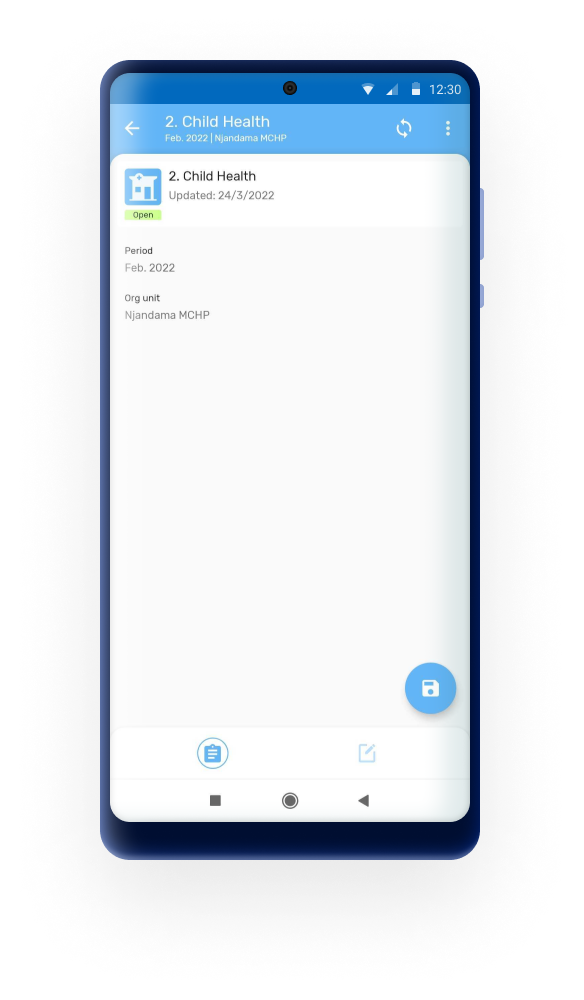 12:30
2. Child Health
Feb. 2022 | Njandama MCHP
2. Child Health
Updated: 24/3/2022
Open
Period
Feb. 2022
Org unit
Njandama MCHP